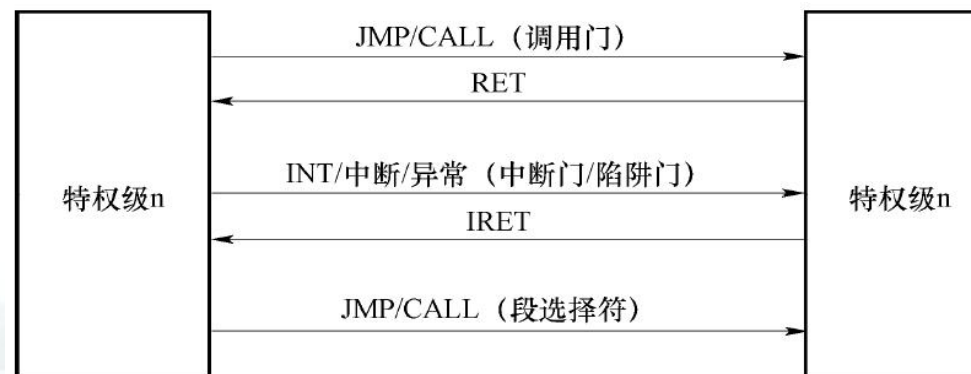 JMP/CALL（调用门）
RET
INT/中断/异常（中断门/陷阱门）
特权级n
特权级n
IRET
JMP/CALL（段选择符）